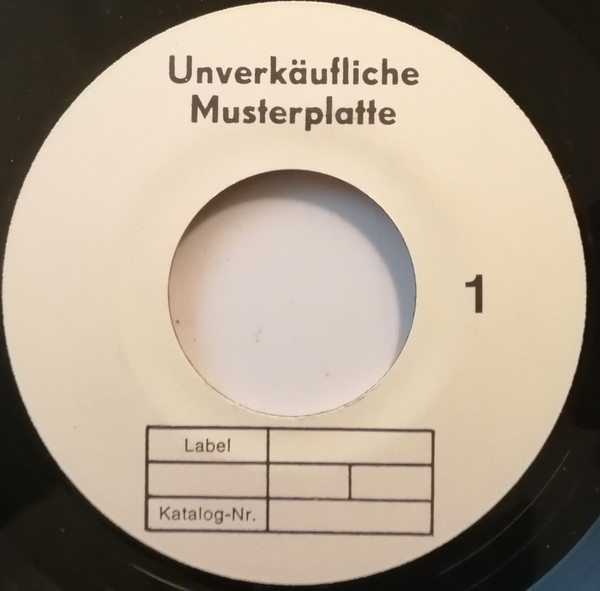 Unverkäufliche
Musterplatte
1
Label
Katalog-Nr.